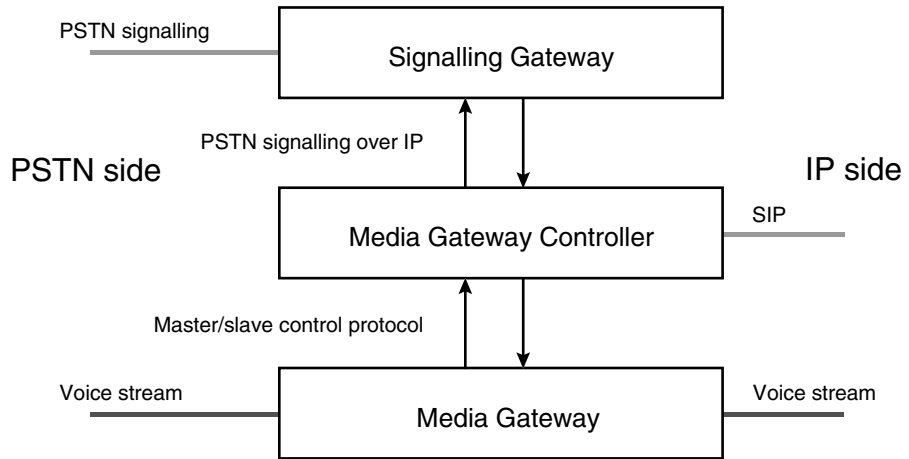 PSTN signalling
Signalling Gateway
PSTN signalling over IP
PSTN side
IP side
SIP
Media Gateway Controller
Master/slave control protocol
Voice stream
Voice stream
Media Gateway